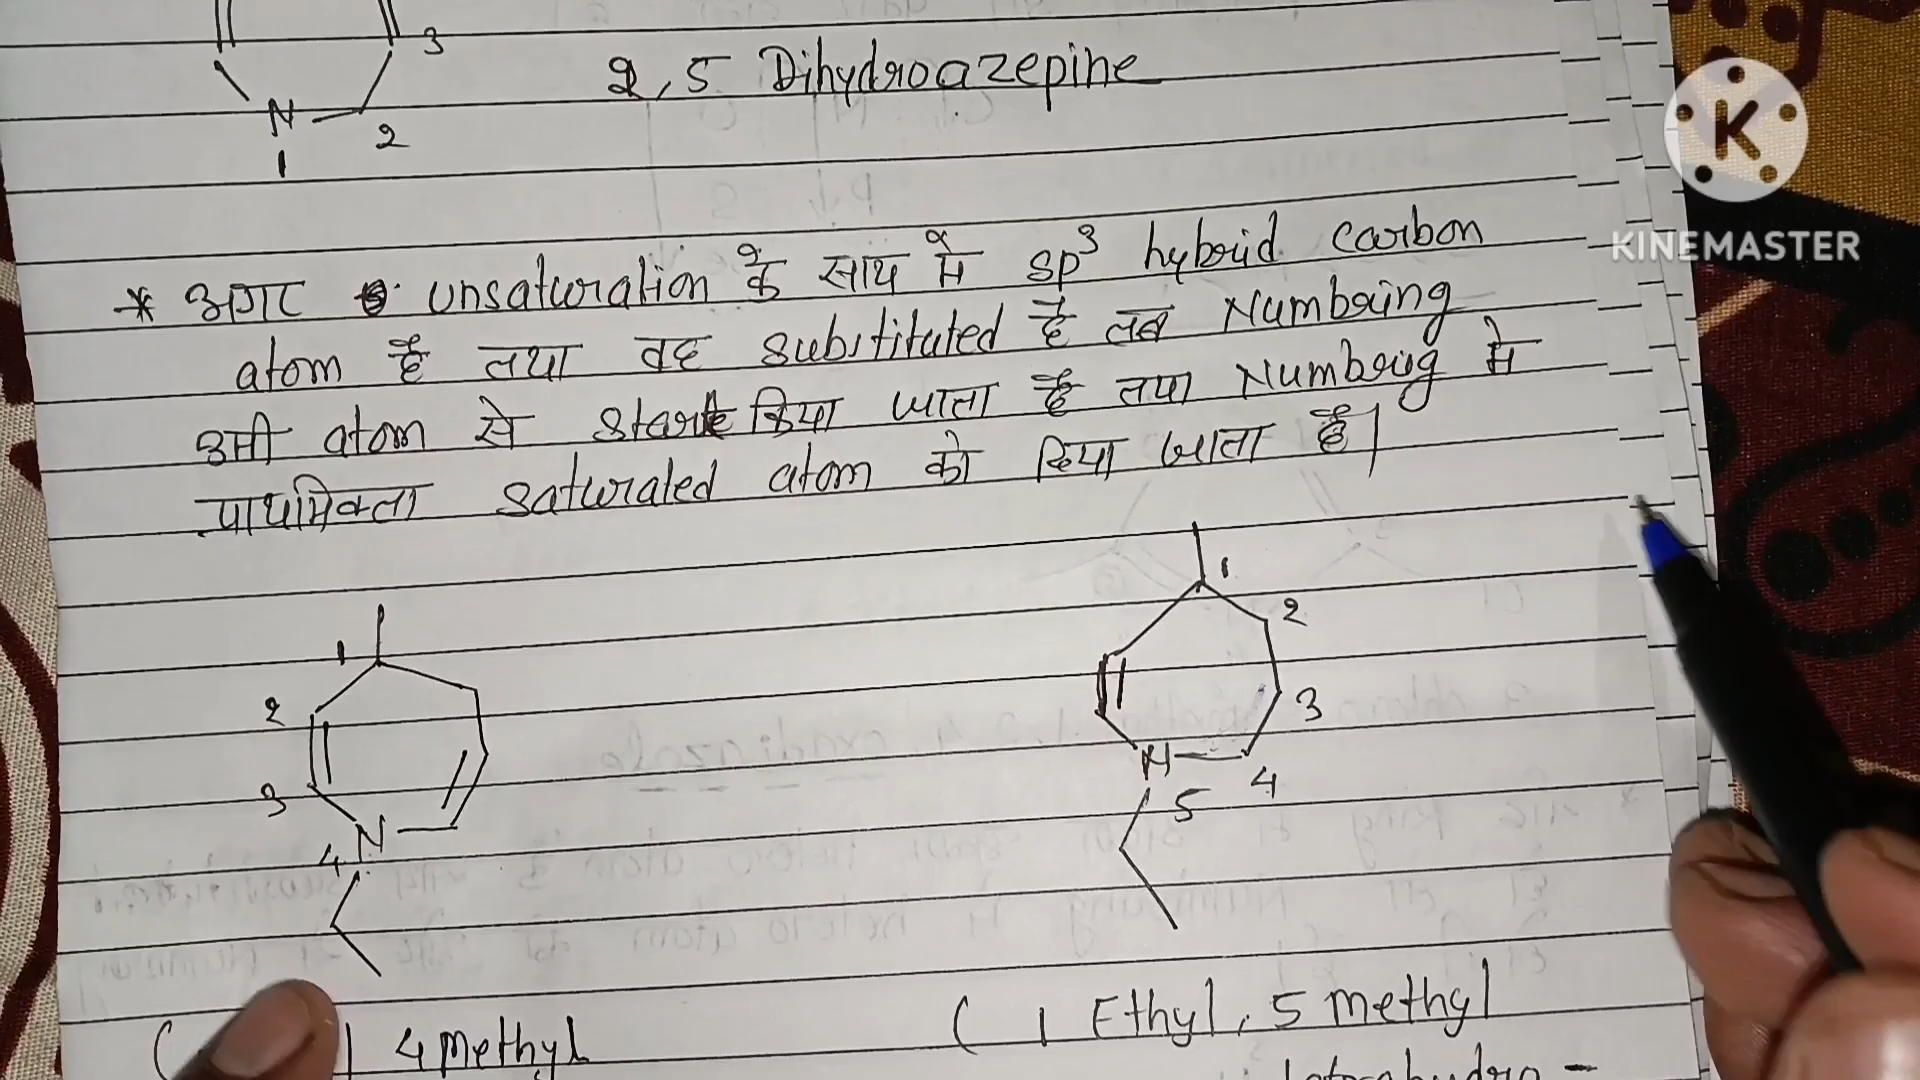 3
2, 5 Dihydroazepine
N
2
1
KINEMASTER
* अगर unsaturation के साथ मे sp³ hybrid carbon
atom है तथा वह substituted है तब Numbring
उसी atom से start किया जाता है तथा Numbring मे
प्राथमिकता saturated atom को दिया जाता है।
1
2
3
4 N
1
2
3
N 4
5
( 1 4 Methyl
( 1 Ethyl, 5 methyl